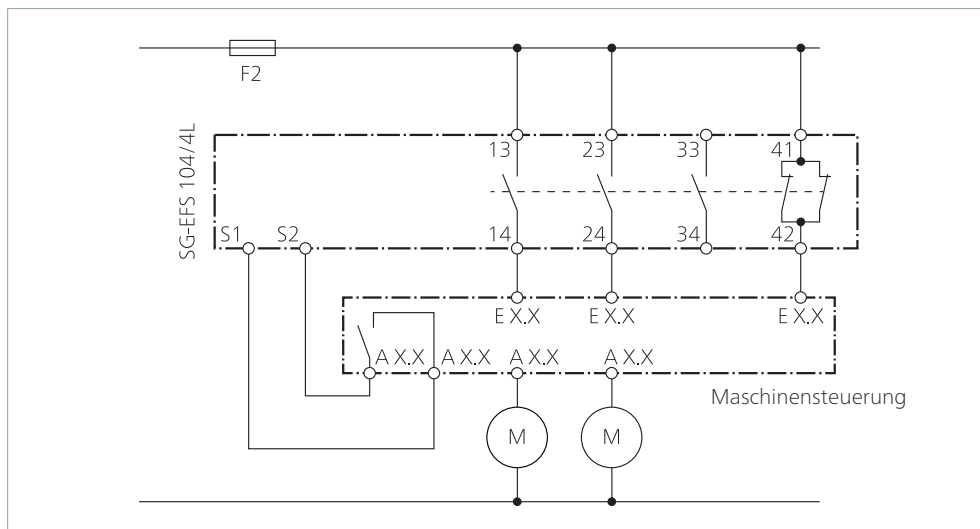 F2
SG-EFS 104/4L
13 23 33 41
S1 S2 14 24 34 42
E X.X E X.X E X.X
A X.X A X.X A X.X A X.X
Maschinensteuerung
M M